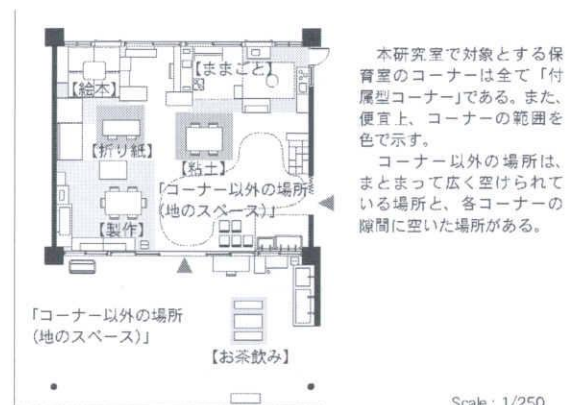 【ままごと】
【絵本】
【折り紙】
【粘土】
「コーナー以外の場所
(地のスペース)」
【製作】
「コーナー以外の場所
(地のスペース)」
【お茶飲み】
本研究室で対象とする保
育室のコーナーは全て「付
属型コーナー」である。また、
便宜上、コーナーの範囲を
色で示す。
コーナー以外の場所は、
まとまって広く空けられて
いる場所と、各コーナーの
隙間に空いた場所がある。
Scale : 1/250